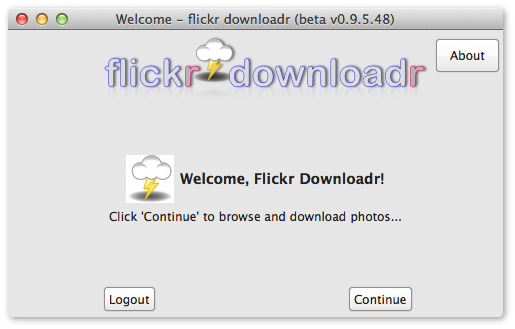 Welcome – flickr downloadr (beta v0.9.5.48)
flickr downloadr
About
Welcome, Flickr Downloadr!
Click 'Continue' to browse and download photos...
Logout
Continue